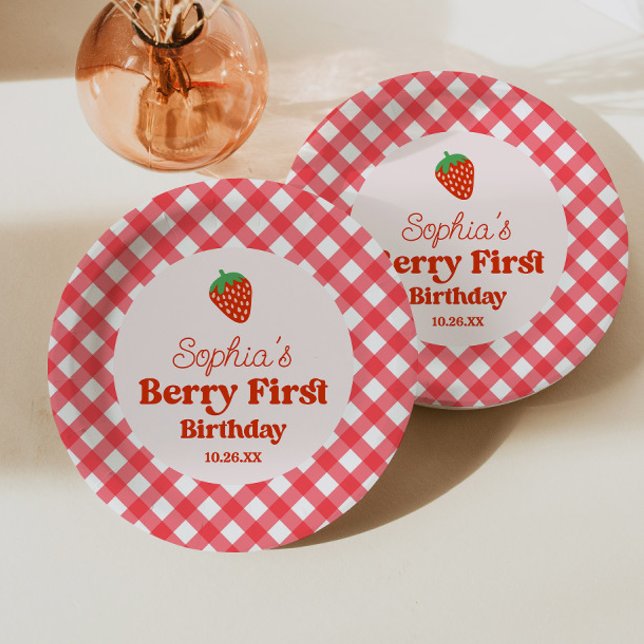 Sophia's
Berry First
Birthday
10.26.XX
Sophia's
Berry First
Birthday
10.26.XX